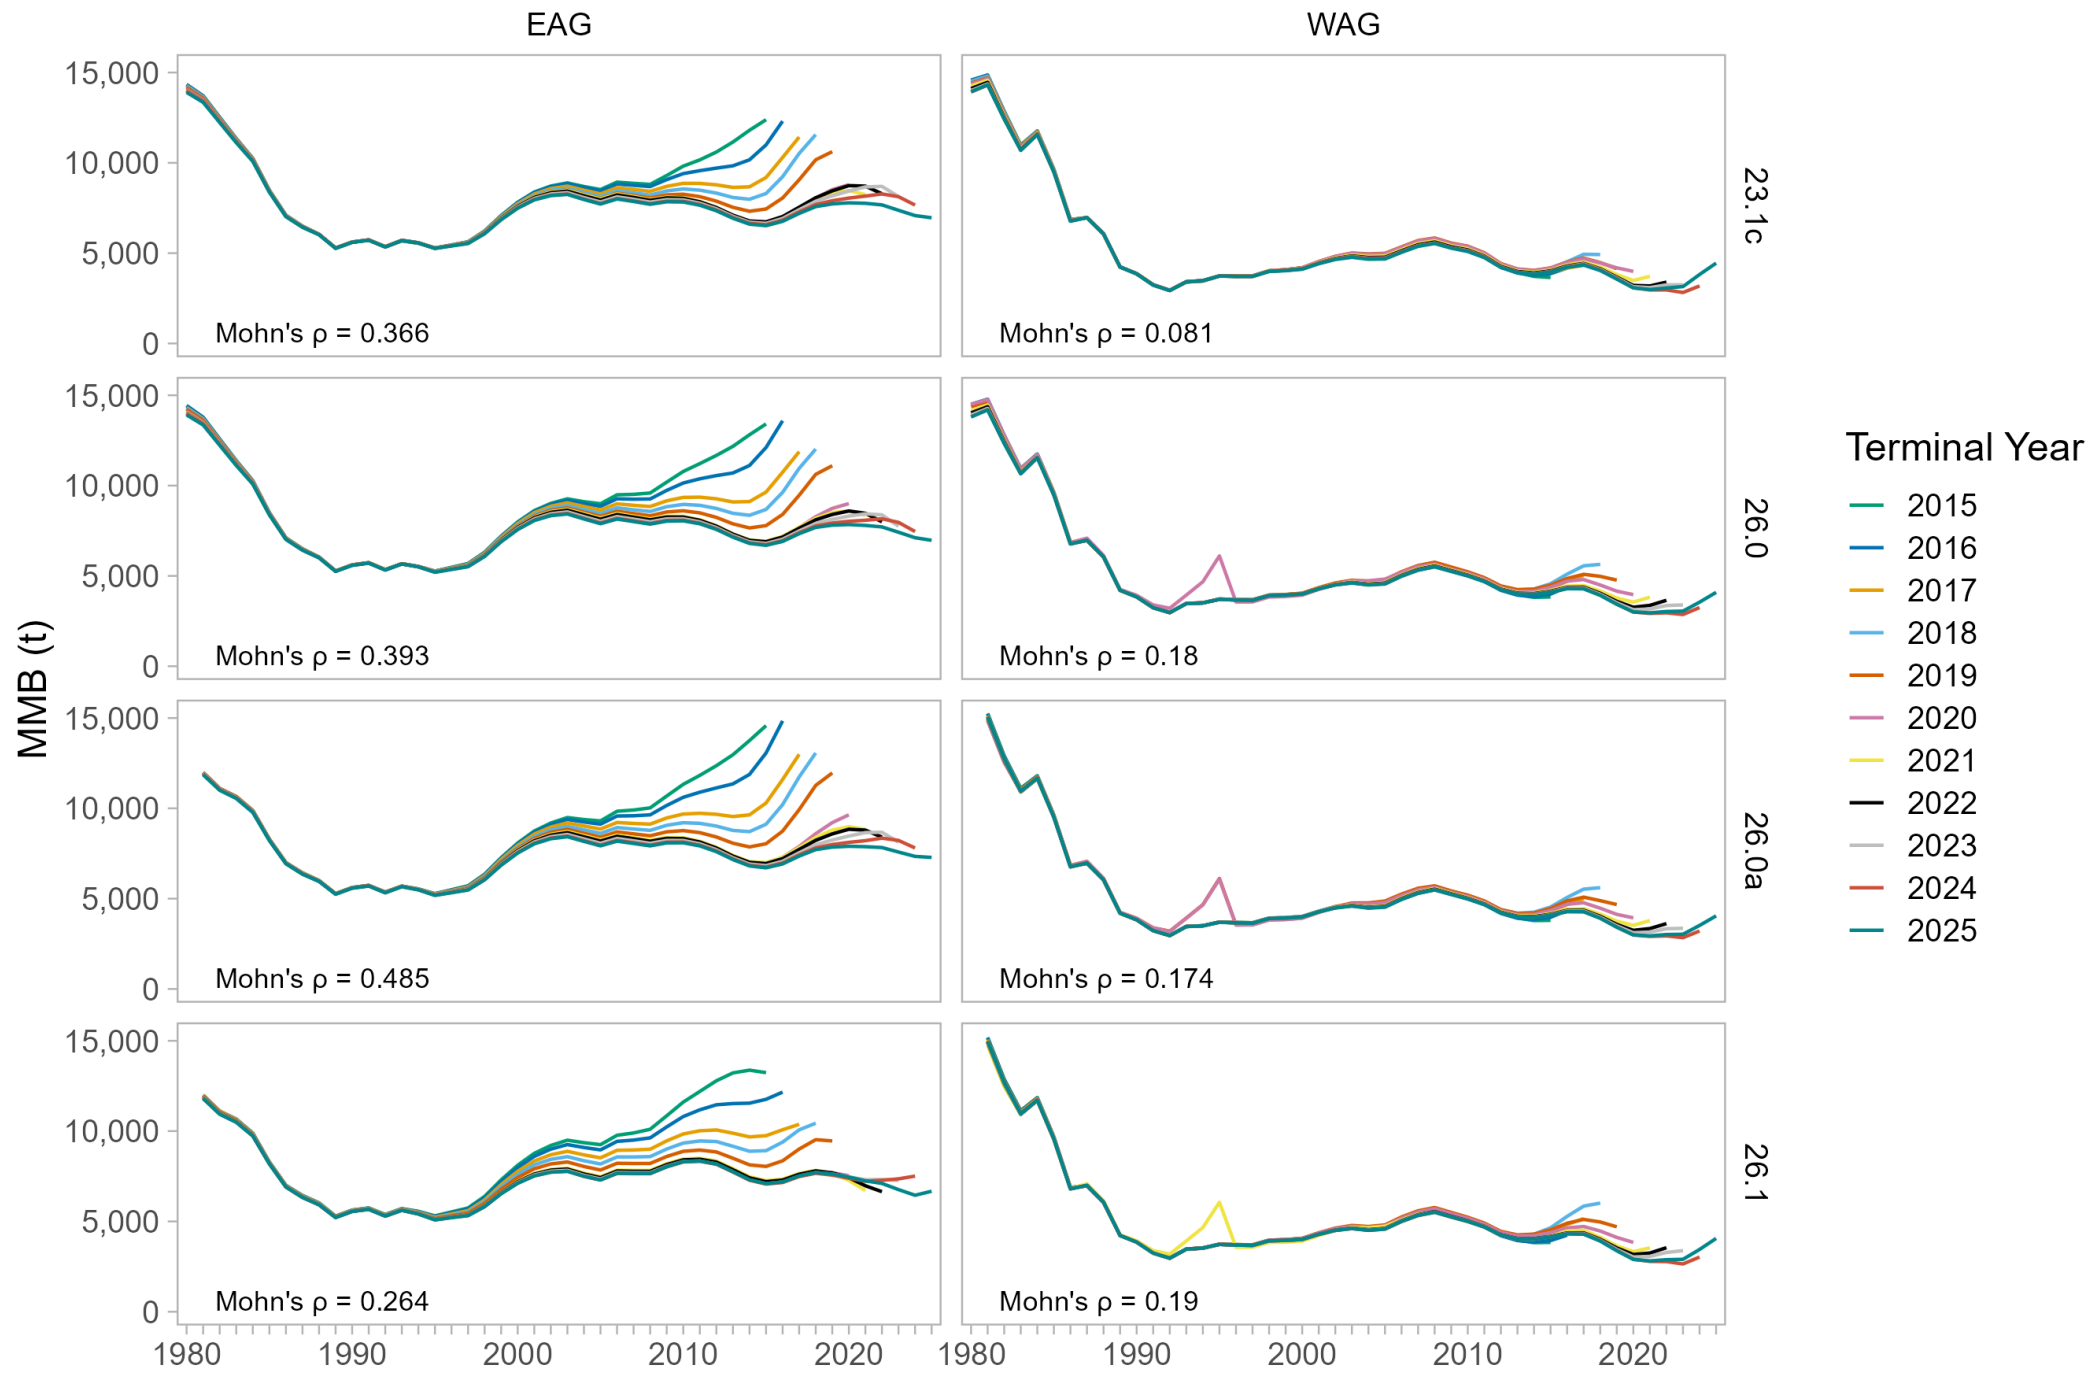 EAG
WAG
15,000
10,000
5,000
0
Mohn's ρ = 0.366
Mohn's ρ = 0.081
23.1c
15,000
10,000
5,000
0
Mohn's ρ = 0.393
Mohn's ρ = 0.18
26.0
15,000
10,000
5,000
0
Mohn's ρ = 0.485
Mohn's ρ = 0.174
26.0a
15,000
10,000
5,000
0
Mohn's ρ = 0.264
Mohn's ρ = 0.19
26.1
1980 1990 2000 2010 2020
1980 1990 2000 2010 2020
MMB (t)
Terminal Year
2015
2016
2017
2018
2019
2020
2021
2022
2023
2024
2025